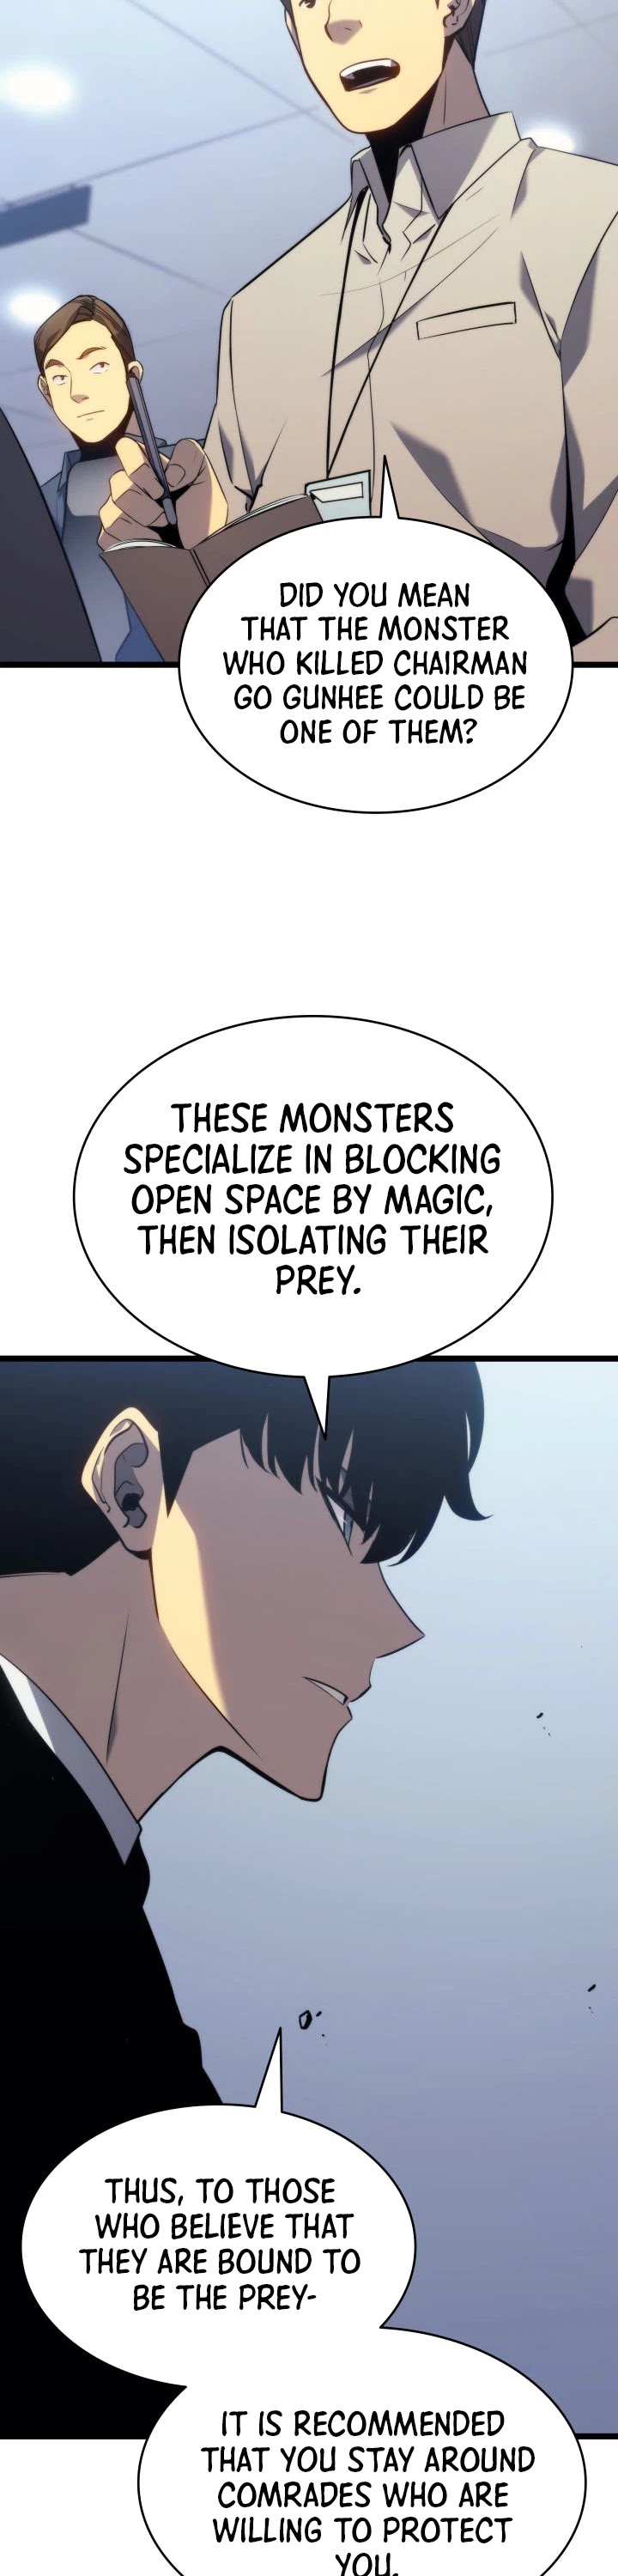 DID YOU MEAN
THAT THE MONSTER
WHO KILLED CHAIRMAN
GO GUNHEE COULD BE
ONE OF THEM?
THESE MONSTERS
SPECIALIZE IN BLOCKING
OPEN SPACE BY MAGIC,
THEN ISOLATING THEIR
PREY.
THUS, TO THOSE
WHO BELIEVE THAT
THEY ARE BOUND TO
BE THE PREY-
IT IS RECOMMENDED
THAT YOU STAY AROUND
COMRADES WHO ARE
WILLING TO PROTECT
YOU.